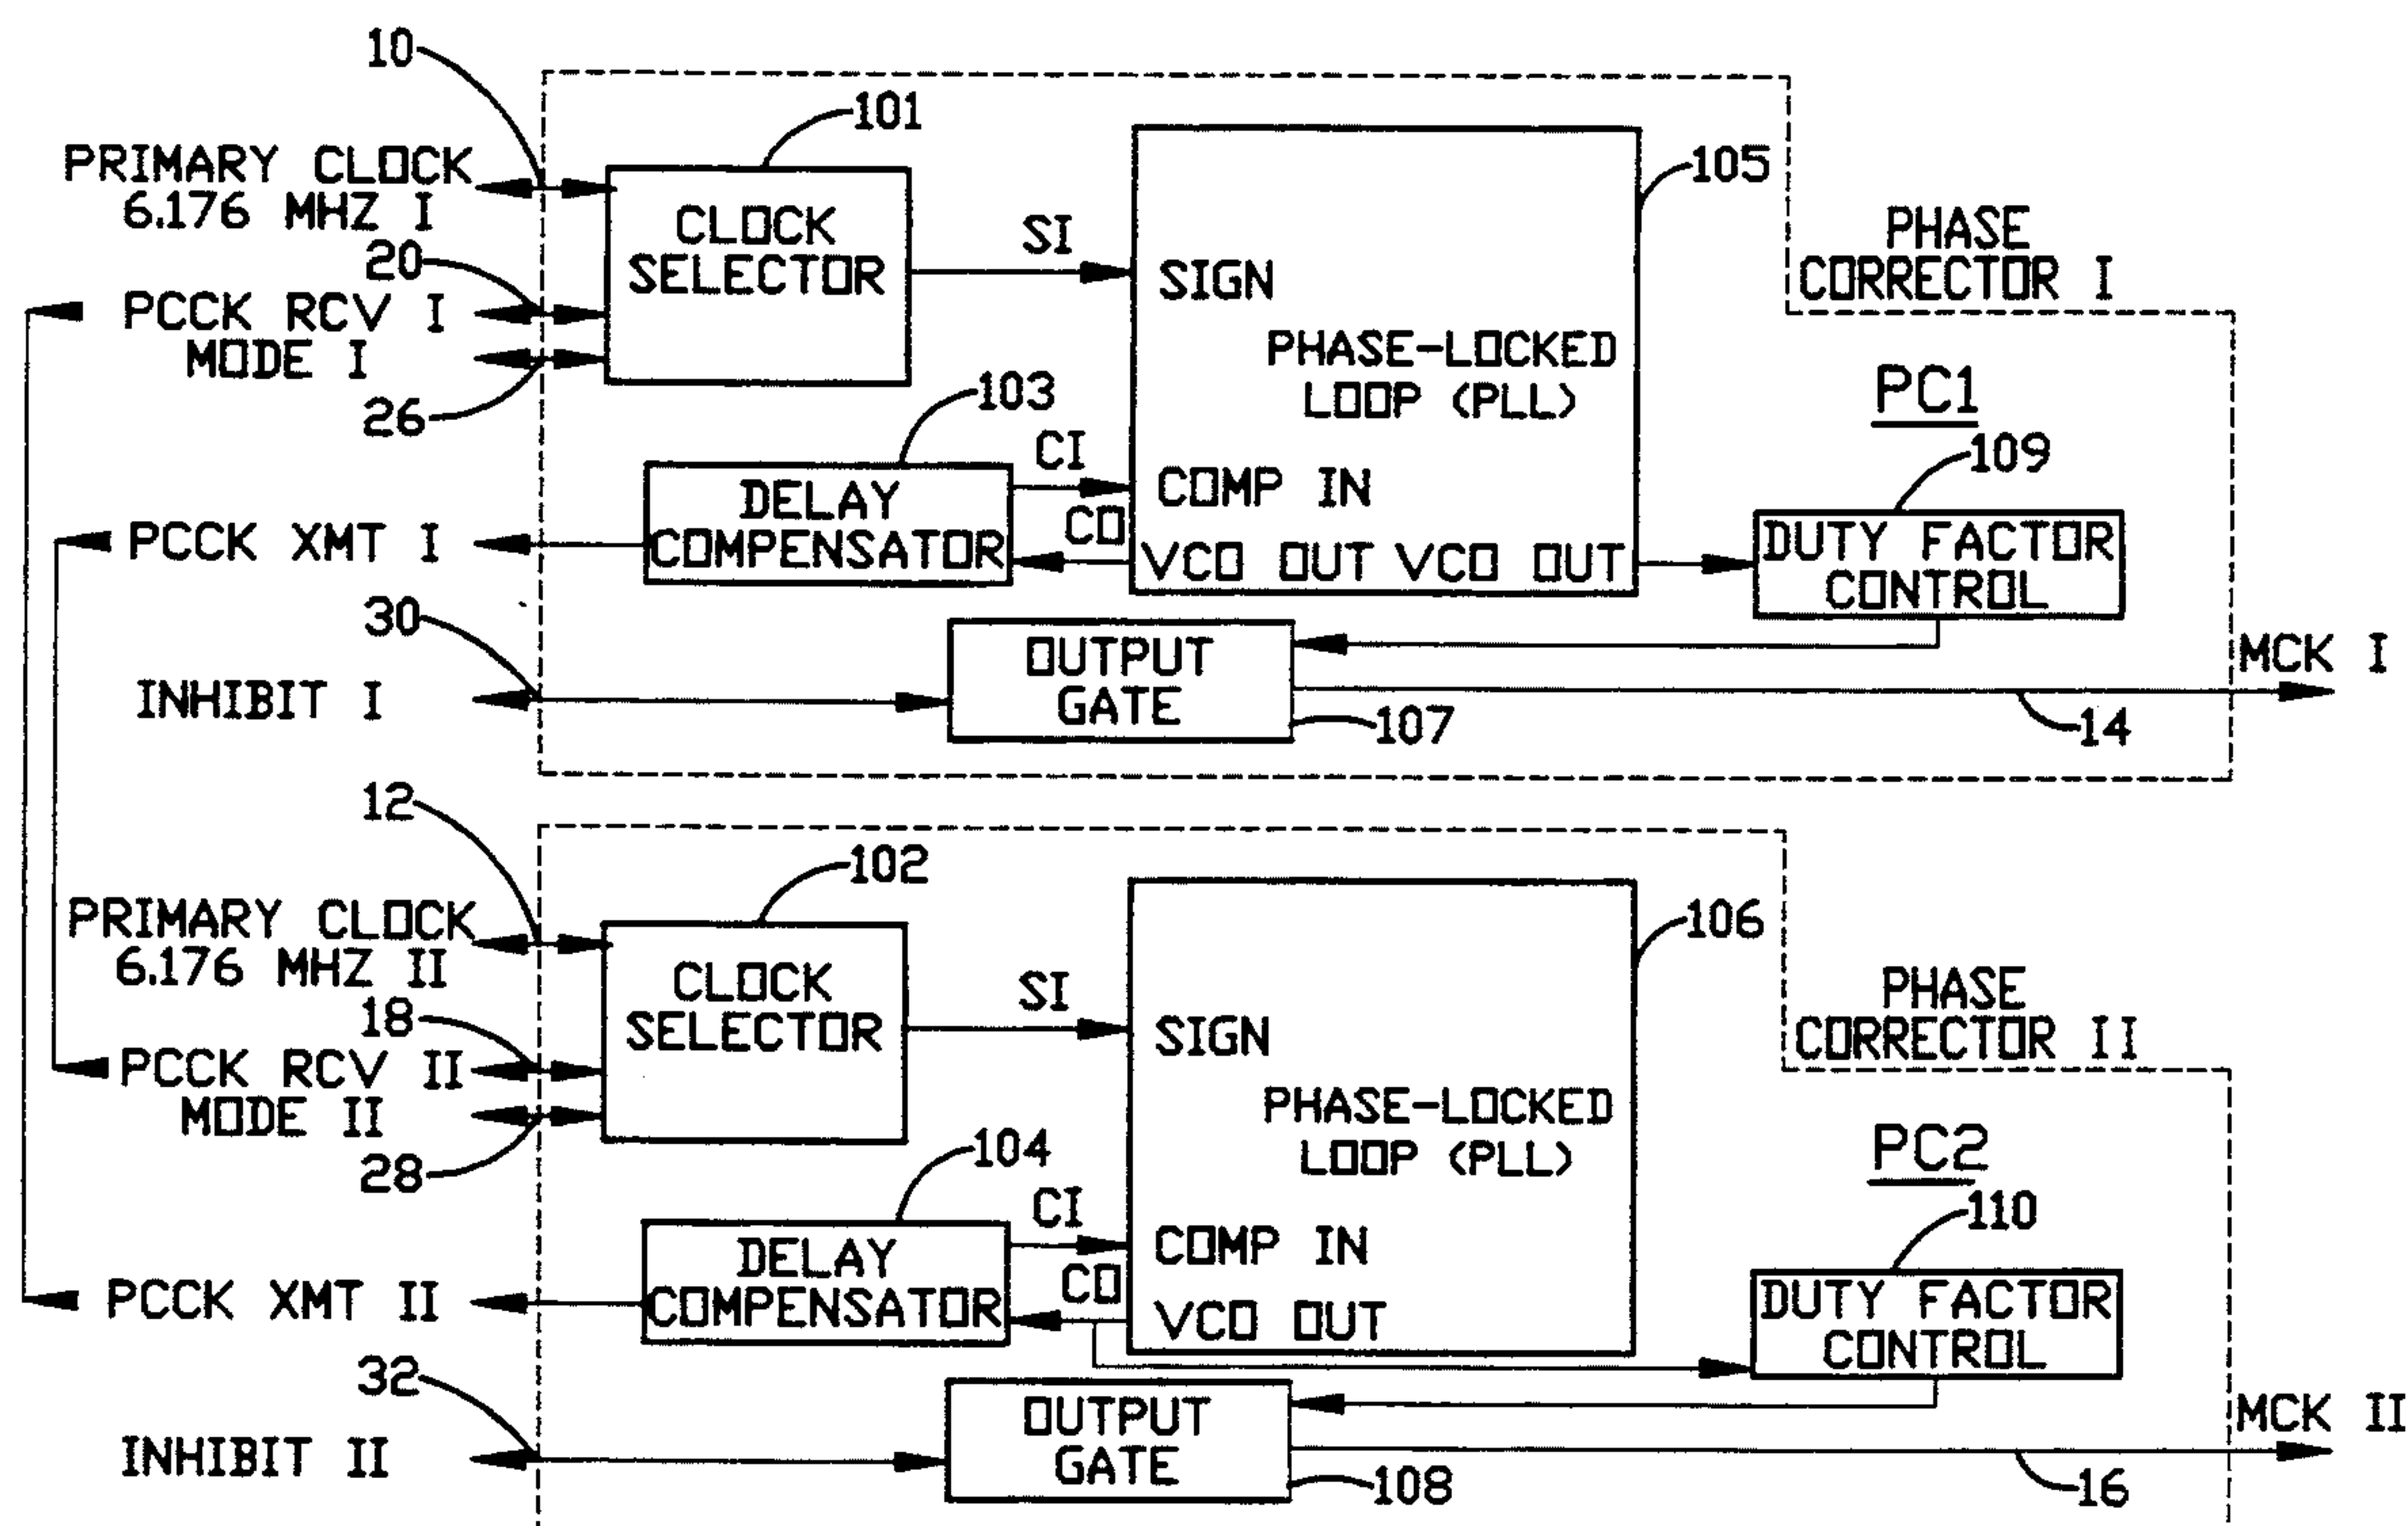 10
101
PRIMARY CLOCK
6.176 MHZ I
CLOCK
SELECTOR
SI
SIGN
105
PHASE
CORRECTOR I
20
PCCK RCV I
MODE I
26
PHASE-LOCKED
LOOP (PLL)
PC1
103
CI
COMP IN
109
DELAY
COMPENSATOR
CO
PCCK XMT I
VCO OUT VCO OUT
DUTY FACTOR
CONTROL
30
INHIBIT I
OUTPUT
GATE
107
MCK I
14
12
102
PRIMARY CLOCK
6.176 MHZ II
CLOCK
SELECTOR
SI
SIGN
106
PHASE
CORRECTOR II
18
PCCK RCV II
MODE II
28
PHASE-LOCKED
LOOP (PLL)
PC2
104
CI
COMP IN
110
DELAY
COMPENSATOR
CO
PCCK XMT II
VCO OUT
DUTY FACTOR
CONTROL
32
INHIBIT II
OUTPUT
GATE
108
MCK II
16